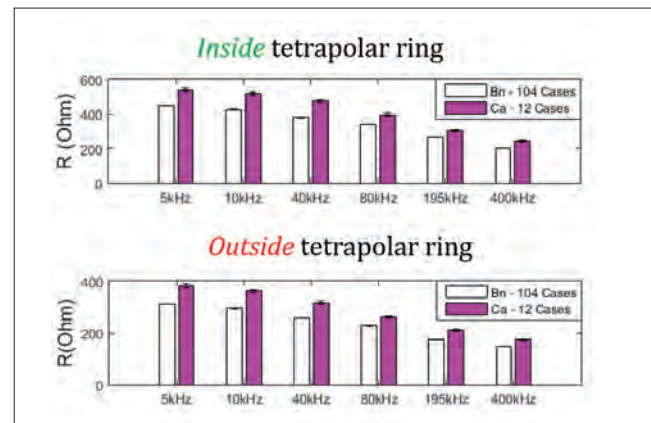 Inside tetrapolar ring
600
400
200
0
R (Ohm)
Bn - 104 Cases
Ca - 12 Cases
5kHz 10kHz 40kHz 80kHz 195kHz 400kHz
Outside tetrapolar ring
400
200
0
R(Ohm)
Bn - 104 Cases
Ca - 12 Cases
5kHz 10kHz 40kHz 80kHz 195kHz 400kHz